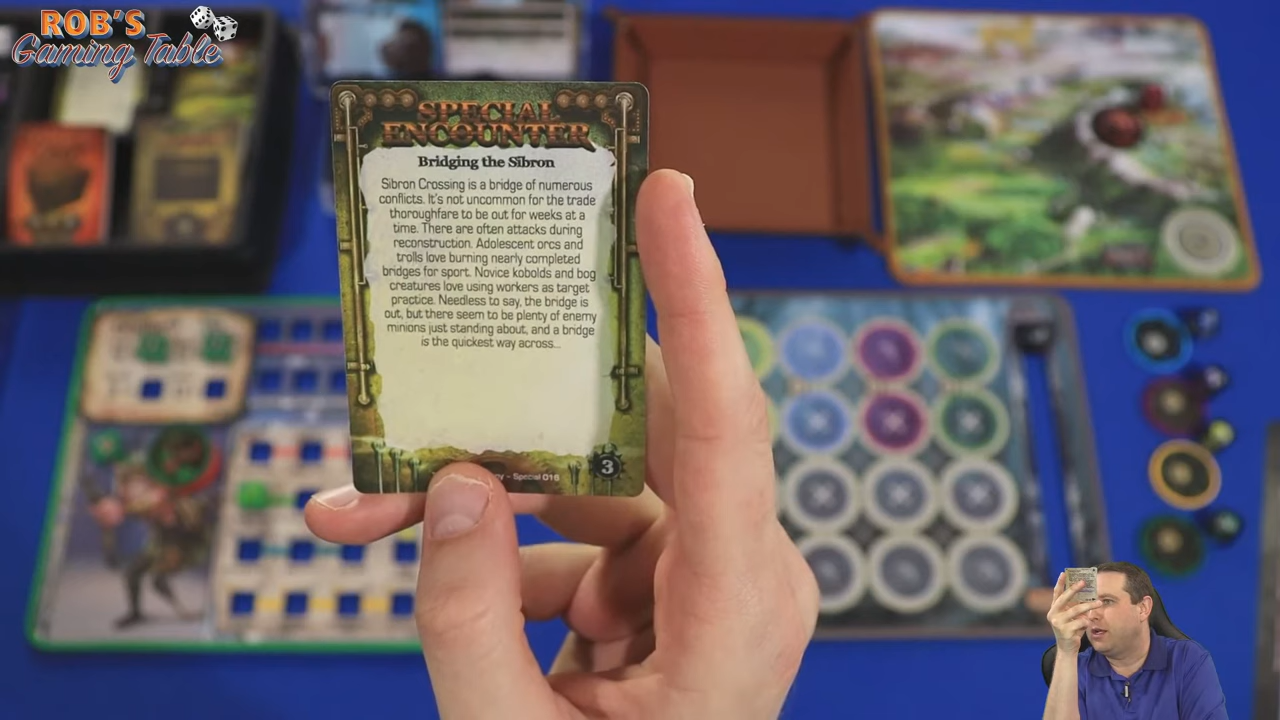 ROB'S
Gaming Table
SPECIAL
ENCOUNTER
Bridging the Sibron
Sibron Crossing is a bridge of numerous
conflicts. It's not uncommon for the trade
thoroughfare to be out for weeks at a
time. There are often attacks during
reconstruction. Adolescent orcs and
trolls love burning nearly completed
bridges for sport. Novice kobolds and bog
creatures love using workers as target
practice. Needless to say, the bridge is
out, but there seem to be plenty of enemy
minions just standing about, and a bridge
is the quickest way across...
- Special 016
3